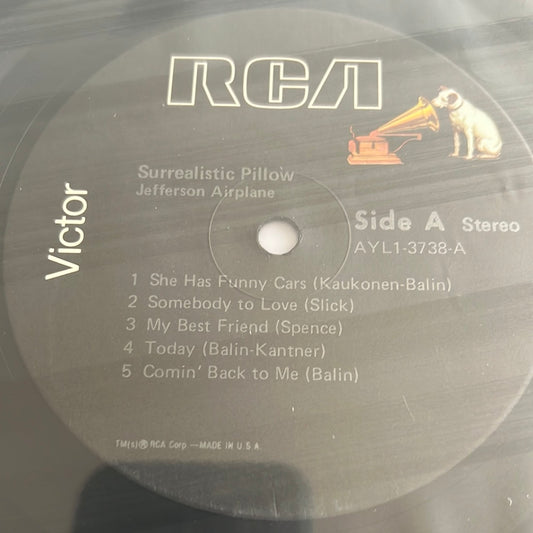 RCA
Victor
Surrealistic Pillow
Jefferson Airplane
Side A Stereo
AYL1-3738-A
1 She Has Funny Cars (Kaukonen-Balin)
2 Somebody to Love (Slick)
3 My Best Friend (Spence)
4 Today (Balin-Kantner)
5 Comin' Back to Me (Balin)
TM(s)® RCA Corp.—MADE IN U.S.A.